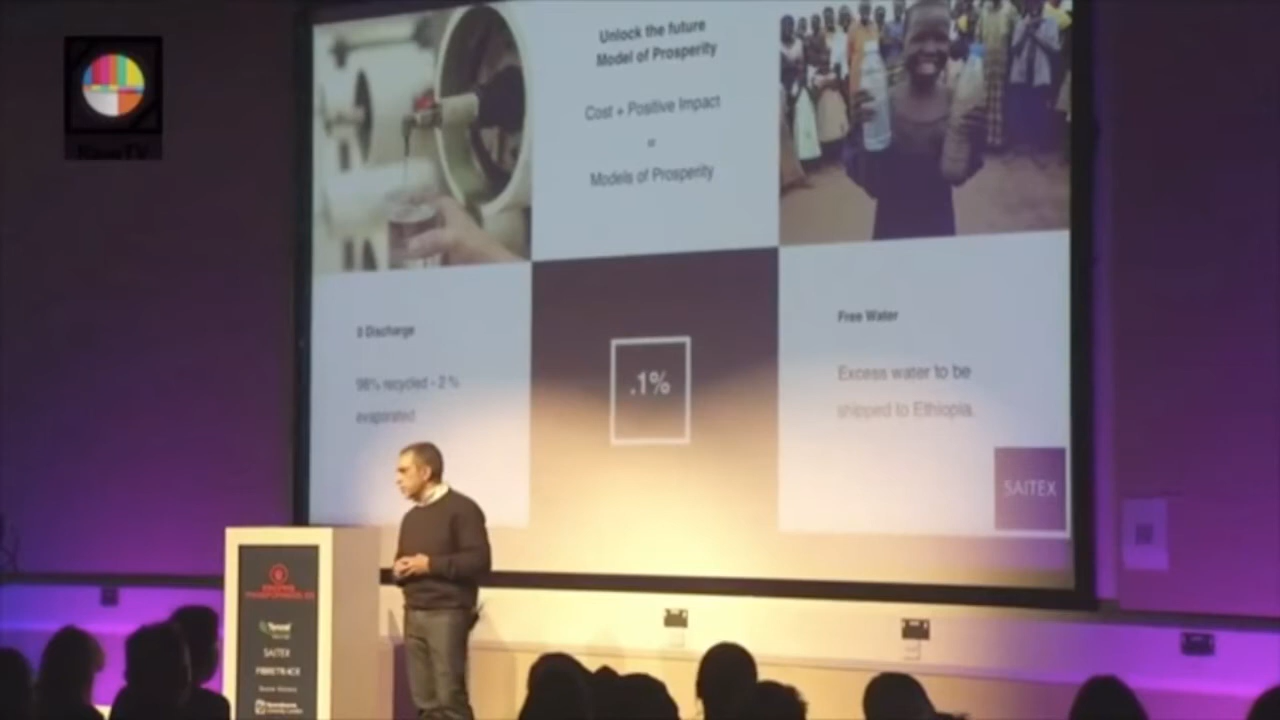 Unlock the future
Model of Prosperity
Cost + Positive Impact
=
Models of Prosperity
0 Discharge
98% recycled - 2 %
evaporated
.1%
Free Water
Excess water to be
shipped to Ethiopia.
SAITEX
Tencel
SAITEX